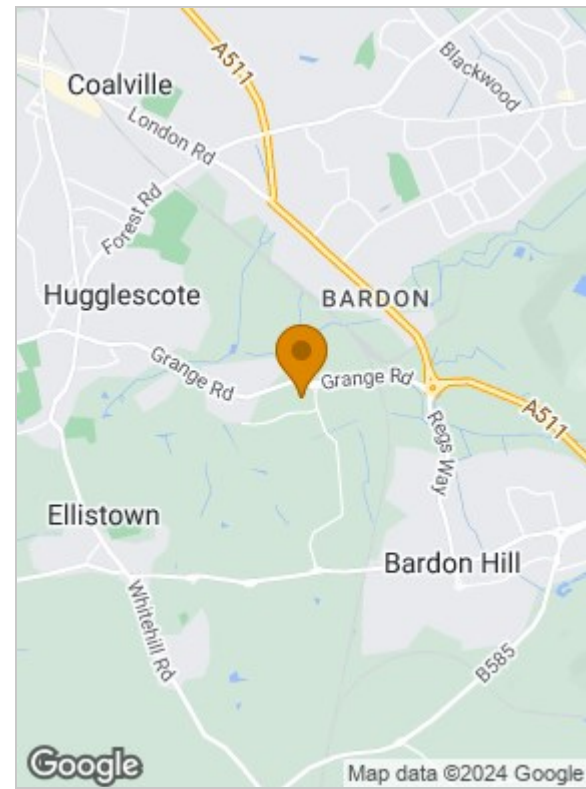 A511
Blackwood
Coalville
London Rd
Forest Rd
Hugglescote
BARDON
Grange Rd
Grange Rd
A511
Regs Way
Ellistown
Bardon Hill
Whitehill Rd
B585
Google
Map data ©2024 Google